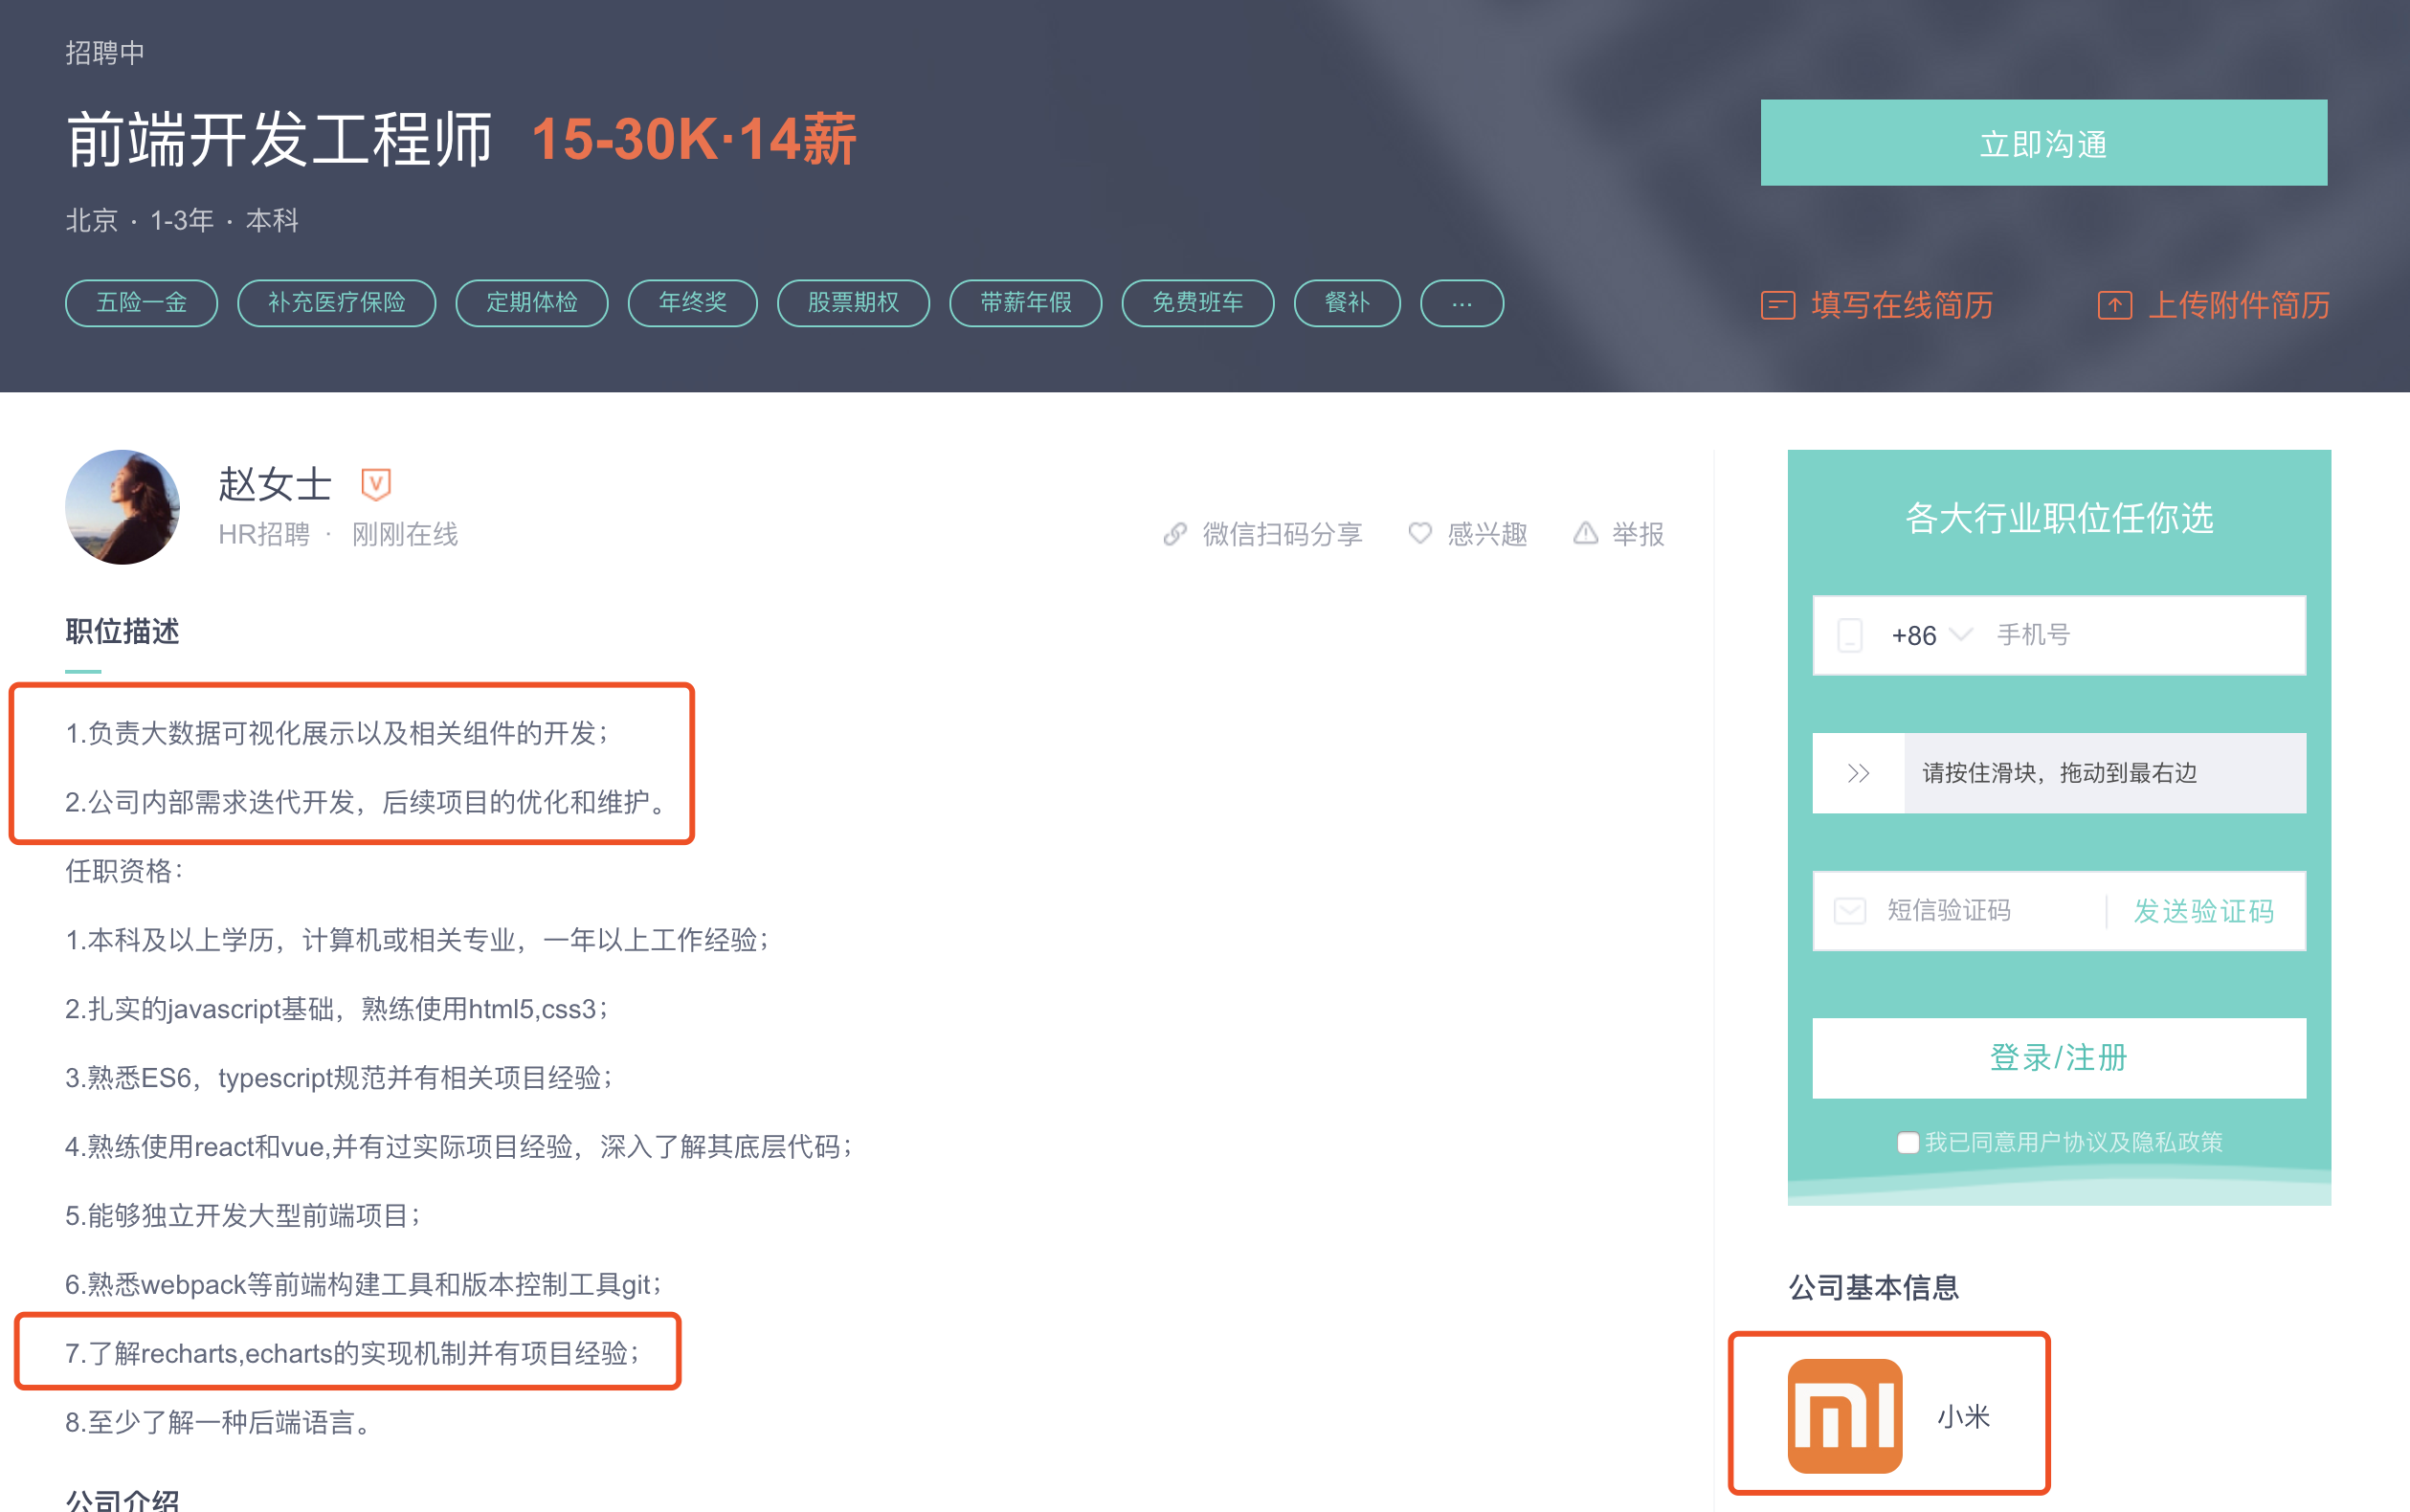 招聘中
前端开发工程师 15-30K·14薪
立即沟通
北京 · 1-3年 · 本科
五险一金 补充医疗保险 定期体检 年终奖 股票期权 带薪年假 免费班车 餐补 ...
填写在线简历 上传附件简历
赵女士
HR招聘 · 刚刚在线
微信扫码分享 感兴趣 举报
职位描述
1.负责大数据可视化展示以及相关组件的开发；
2.公司内部需求迭代开发，后续项目的优化和维护。
任职资格：
1.本科及以上学历，计算机或相关专业，一年以上工作经验；
2.扎实的javascript基础，熟练使用html5,css3；
3.熟悉ES6，typescript规范并有相关项目经验；
4.熟练使用react和vue,并有过实际项目经验，深入了解其底层代码；
5.能够独立开发大型前端项目；
6.熟悉webpack等前端构建工具和版本控制工具git；
7.了解recharts,echarts的实现机制并有项目经验；
8.至少了解一种后端语言。
公司介绍
各大行业职位任你选
+86 手机号
请按住滑块，拖动到最右边
短信验证码 发送验证码
登录/注册
我已同意用户协议及隐私政策
公司基本信息
小米